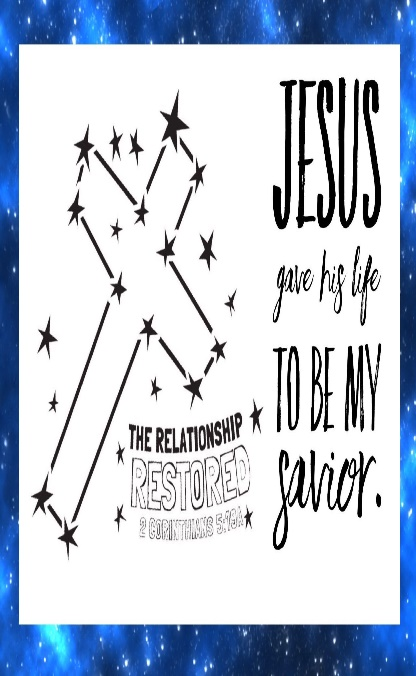 JESUS
gave his life
TO BE MY
savior.
THE RELATIONSHIP
RESTORED
2 CORINTHIANS 5:18A